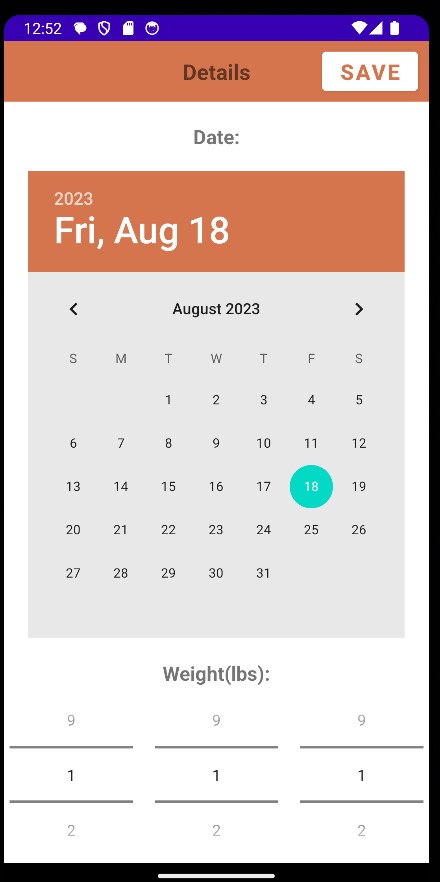 12:52
Details
SAVE
Date:
2023
Fri, Aug 18
August 2023
S M T W T F S
1 2 3 4 5
6 7 8 9 10 11 12
13 14 15 16 17 18 19
20 21 22 23 24 25 26
27 28 29 30 31
Weight(lbs):
9 9 9
1 1 1
2 2 2